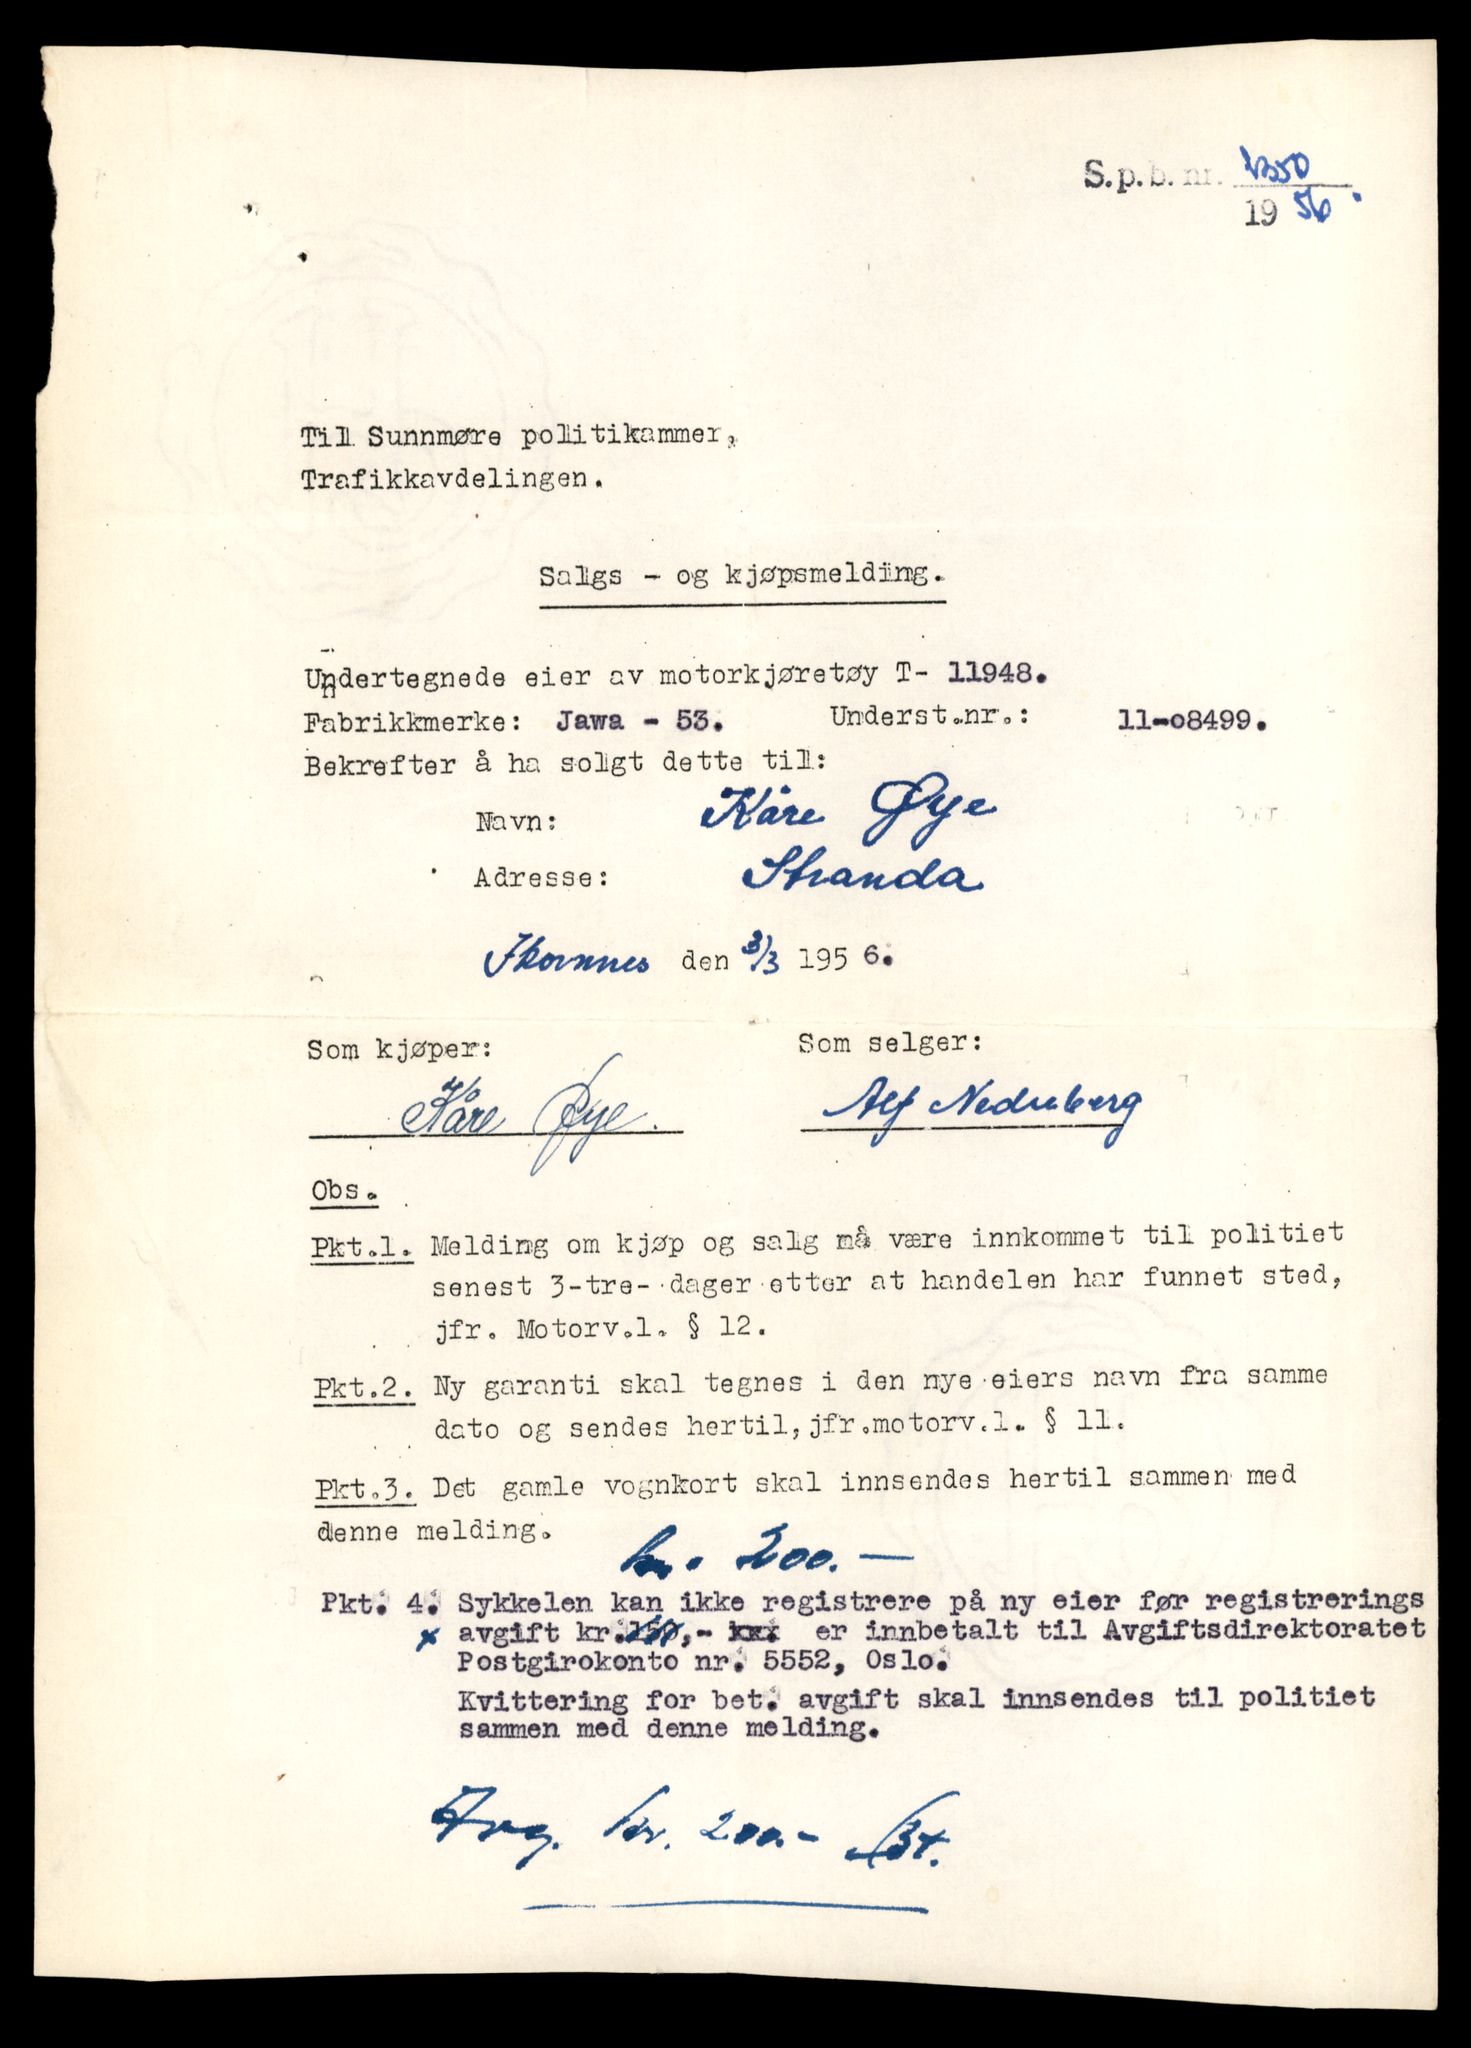 S.p.b. nr.
19 56
Til Sunnmøre politikammer,
Trafikkavdelingen.
Salgs - og kjøpsmelding.
Undertegnede eier av motorkjøretøy T- 11948.
Fabrikkmerke: Jawa - 53. Underst.nr.: 11-08499.
Bekrefter å ha solgt dette til:
Navn: Kåre Øye
Adresse: Stranda
Ikornnes den 3/3 1956.
Som kjøper: Som selger:
Kåre Øye. Alf
Obs.
Pkt.1. Melding om kjøp og salg må være innkommet til politiet
senest 3-tre- dager etter at handelen har funnet sted,
jfr. Motorv.l. § 12.
Pkt.2. Ny garanti skal tegnes i den nye eiers navn fra samme
dato og sendes hertil, jfr.motorv.l. § 11.
Pkt.3. Det gamle vognkort skal innsendes hertil sammen med
denne melding.
kr. 200.—
Pkt. 4. Sykkelen kan ikke registrere på ny eier før registrerings
x avgift kr.150,- xxx er innbetalt til Avgiftsdirektoratet
Postgirokonto nr. 5552, Oslo.
Kvittering for bet. avgift skal innsendes til politiet
sammen med denne melding.
kr. 200.-